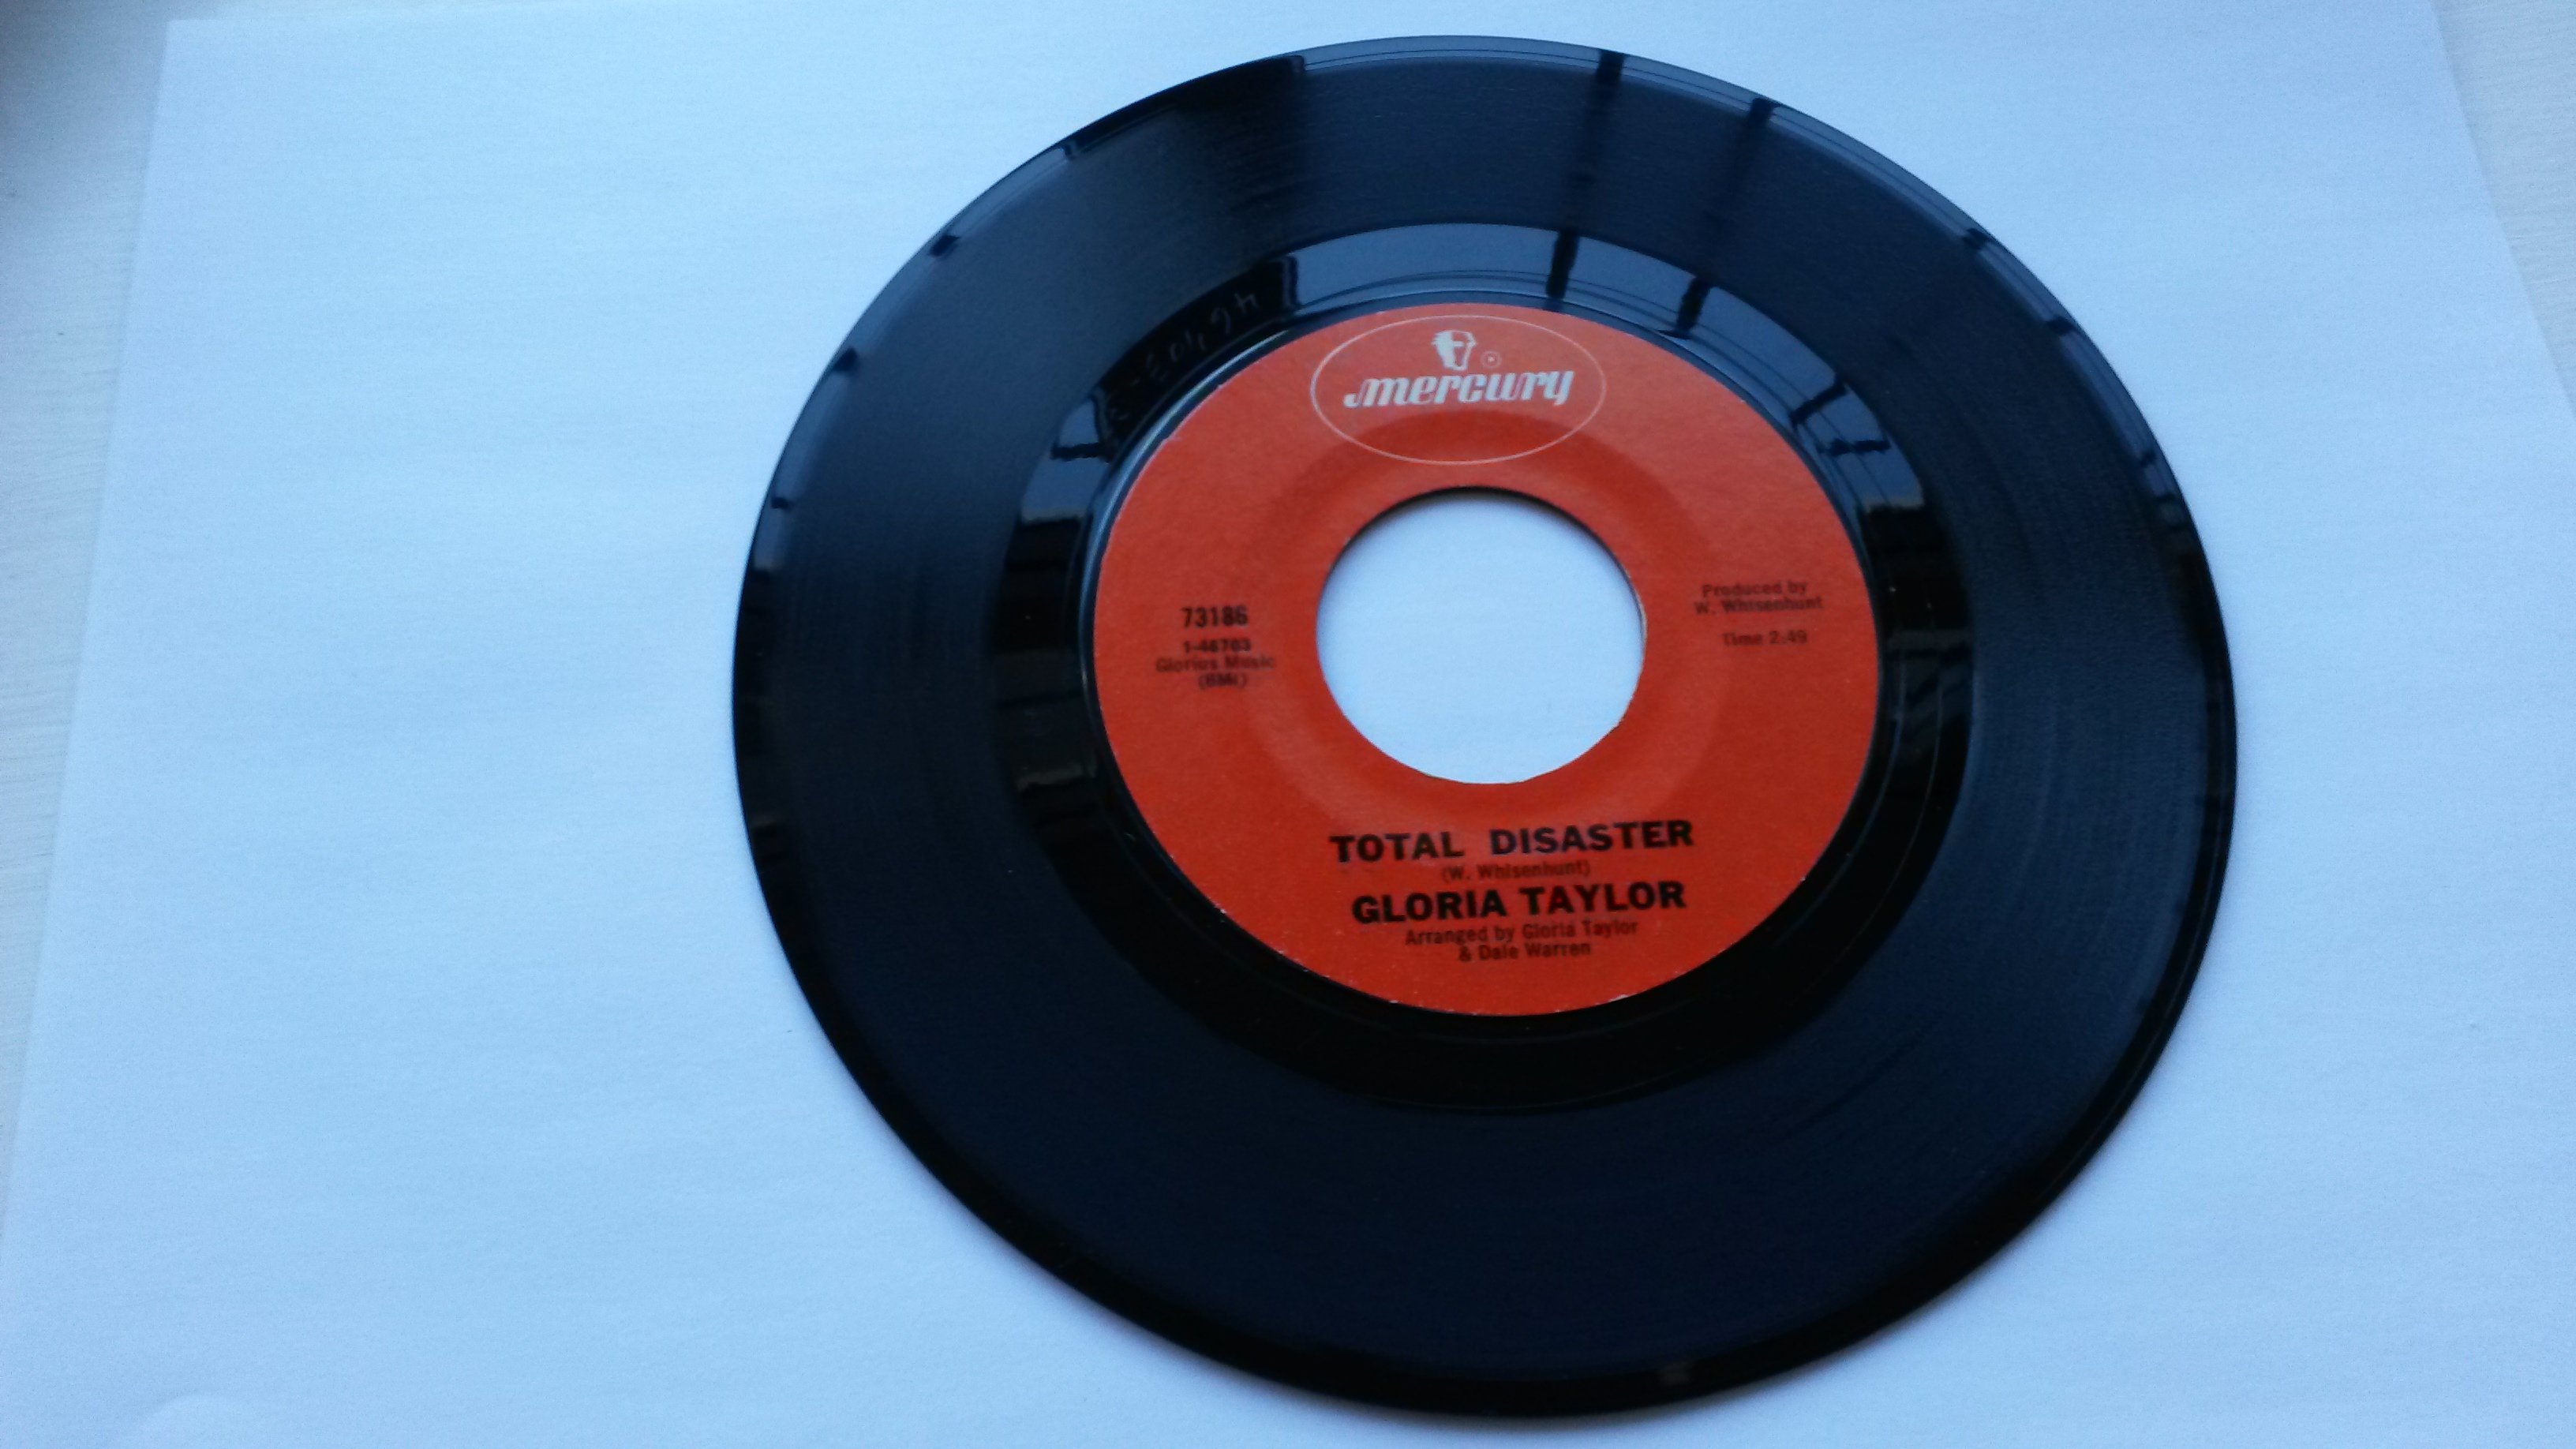 mercury
73186
1-46703
Glorios Music
(BMI)
Produced by
W. Whisenhunt
Time 2:49
TOTAL DISASTER
(W. Whisenhunt)
GLORIA TAYLOR
Arranged by Gloria Taylor
& Dale Warren